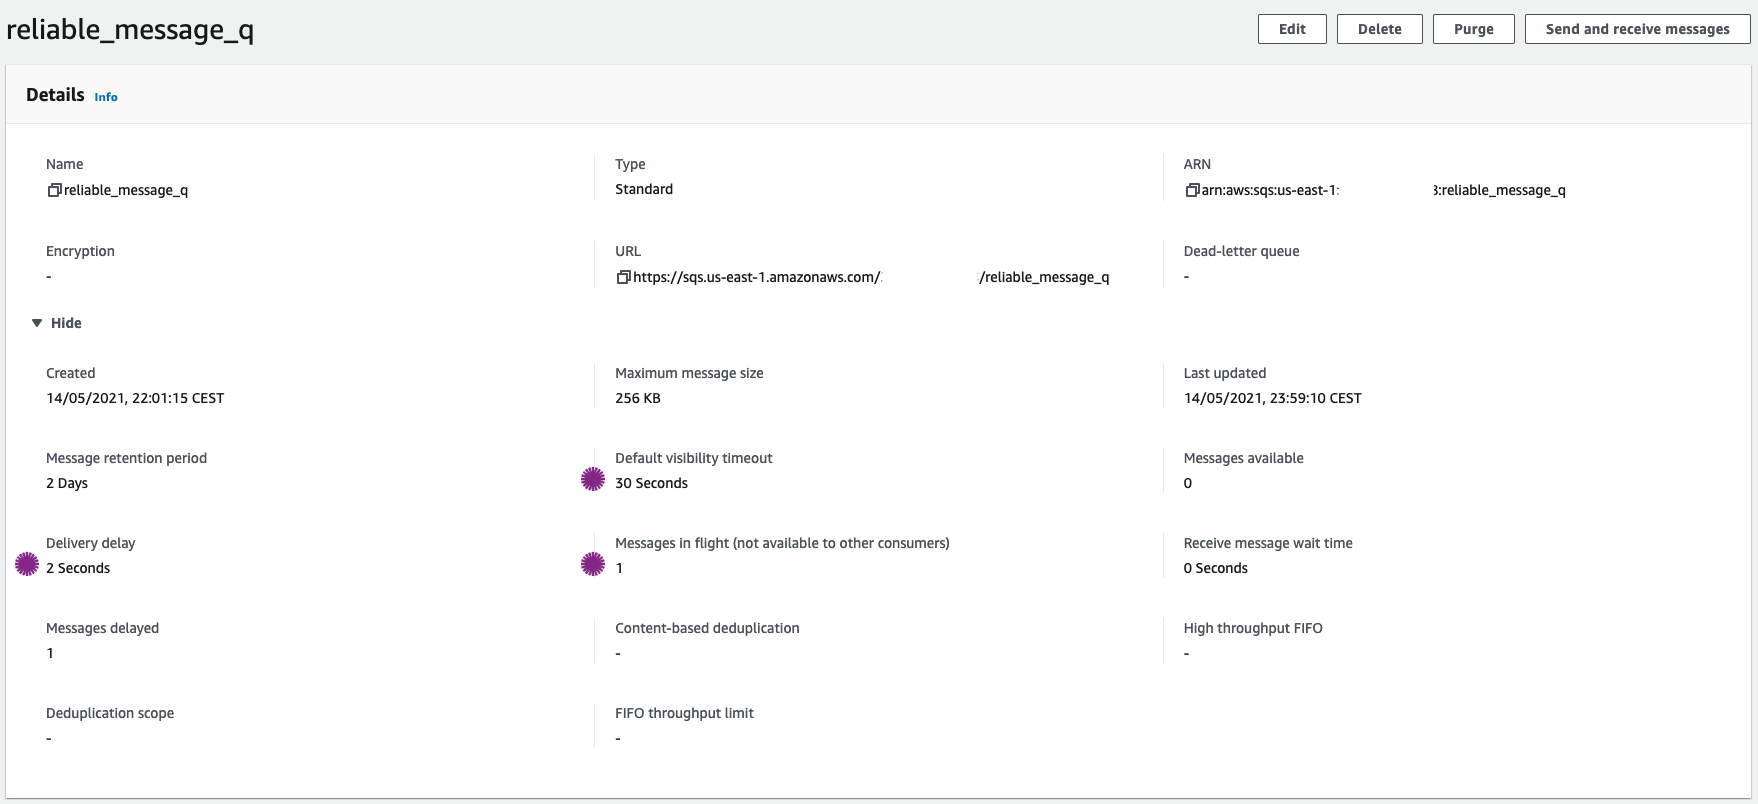 reliable_message_q
Edit
Delete
Purge
Send and receive messages
Details Info
Name
reliable_message_q
Type
Standard
ARN
arn:aws:sqs:us-east-1: :reliable_message_q
Encryption
-
URL
https://sqs.us-east-1.amazonaws.com/ /reliable_message_q
Dead-letter queue
-
Hide
Created
14/05/2021, 22:01:15 CEST
Maximum message size
256 KB
Last updated
14/05/2021, 23:59:10 CEST
Message retention period
2 Days
Default visibility timeout
30 Seconds
Messages available
0
Delivery delay
2 Seconds
Messages in flight (not available to other consumers)
1
Receive message wait time
0 Seconds
Messages delayed
1
Content-based deduplication
-
High throughput FIFO
-
Deduplication scope
-
FIFO throughput limit
-